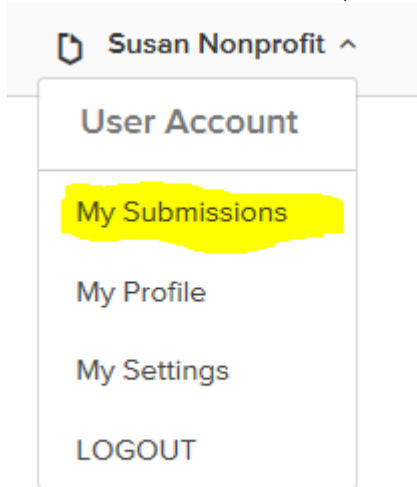 Susan Nonprofit
User Account
My Submissions
My Profile
My Settings
LOGOUT